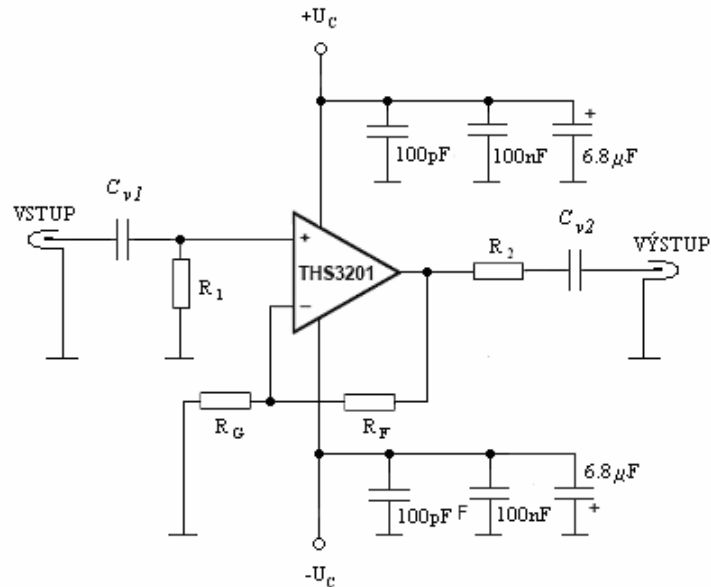 +U_C
+
100pF
100nF
6.8μF
C_v1
C_v2
VSTUP
VÝSTUP
R_1
+
THS3201
−
R_2
R_G
R_F
6.8μF
100pF F
100nF
+
-U_C